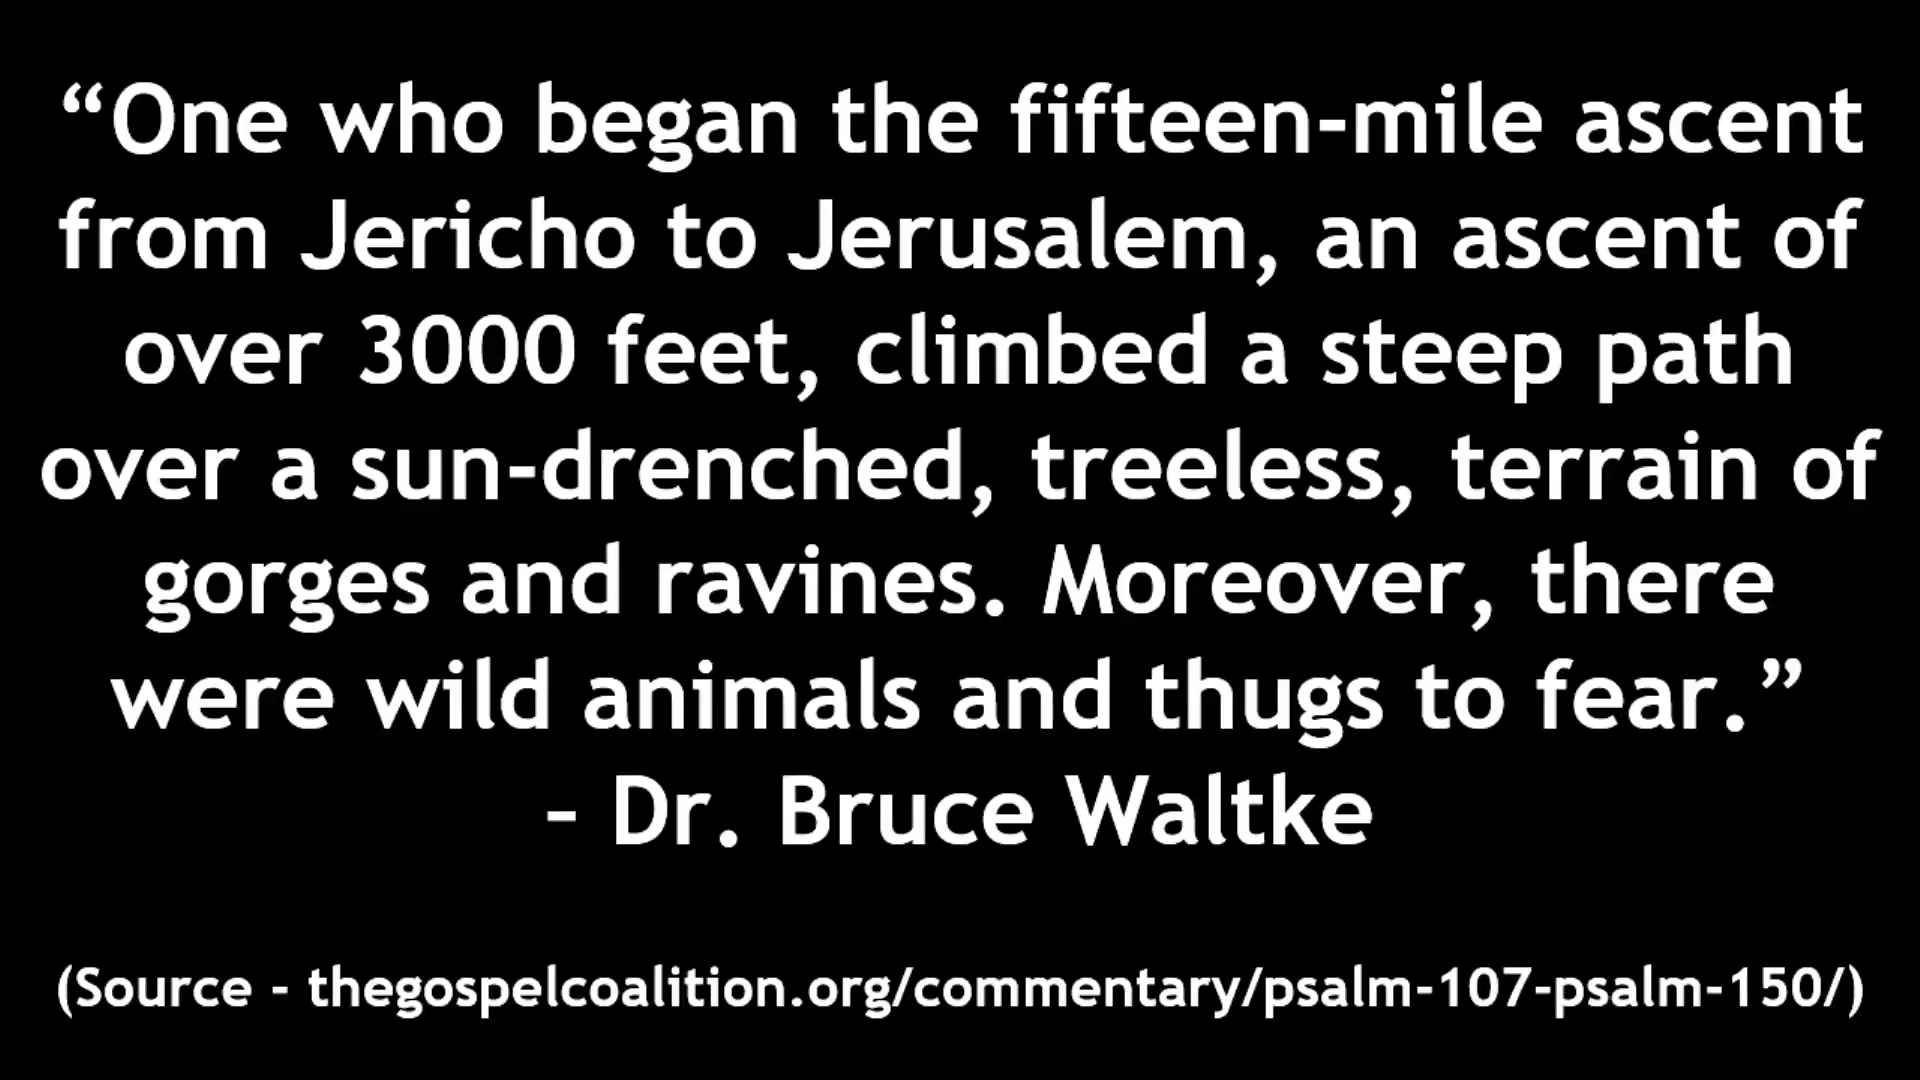 “One who began the fifteen-mile ascent
from Jericho to Jerusalem, an ascent of
over 3000 feet, climbed a steep path
over a sun-drenched, treeless, terrain of
gorges and ravines. Moreover, there
were wild animals and thugs to fear.”
- Dr. Bruce Waltke
(Source - thegospelcoalition.org/commentary/psalm-107-psalm-150/)